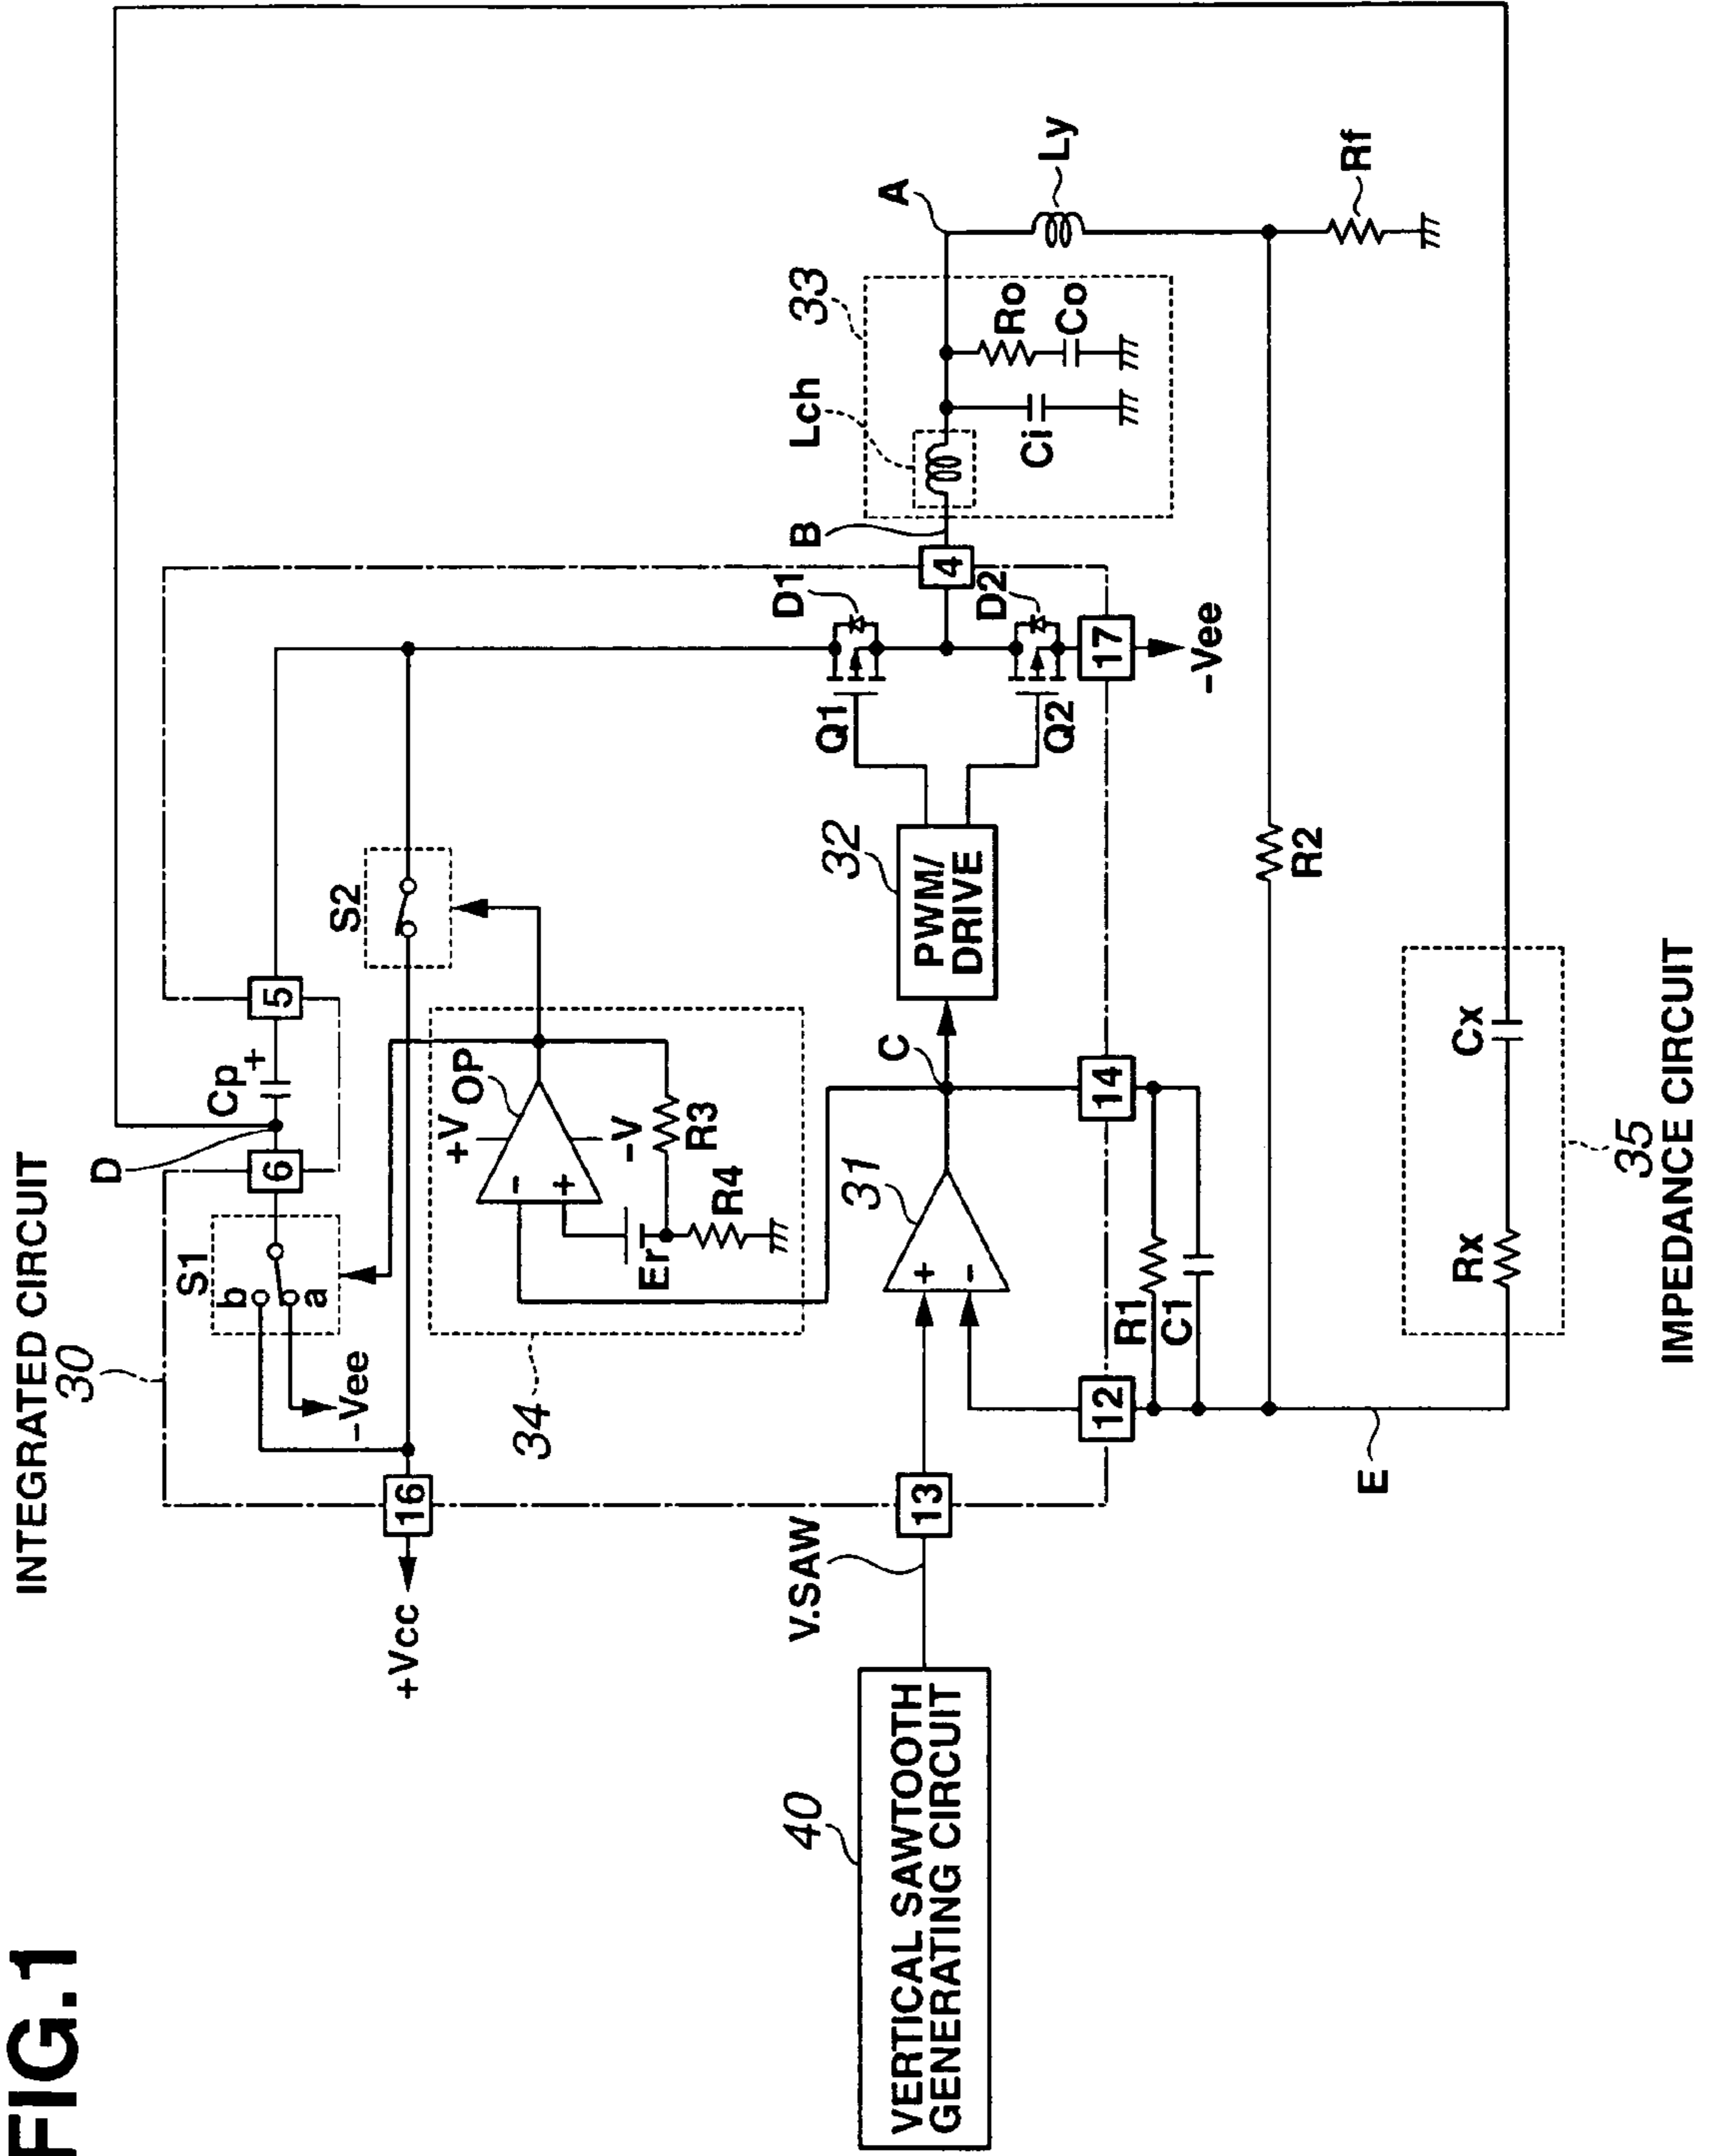 FIG.1
INTEGRATED CIRCUIT
30
D
Cp
+
6
5
S1
b
a
-Vee
S2
16
+Vcc
34
+V
OP
-
+
-V
R3
Er
R4
C
31
+
-
32
PWM/
DRIVE
Q1
D1
Q2
D2
B
4
17
-Vee
33
Lch
Ci
Ro
Co
A
Ly
Rf
40
VERTICAL SAWTOOTH
GENERATING CIRCUIT
V.SAW
13
12
14
R1
C1
R2
E
Rx
Cx
35
IMPEDANCE CIRCUIT